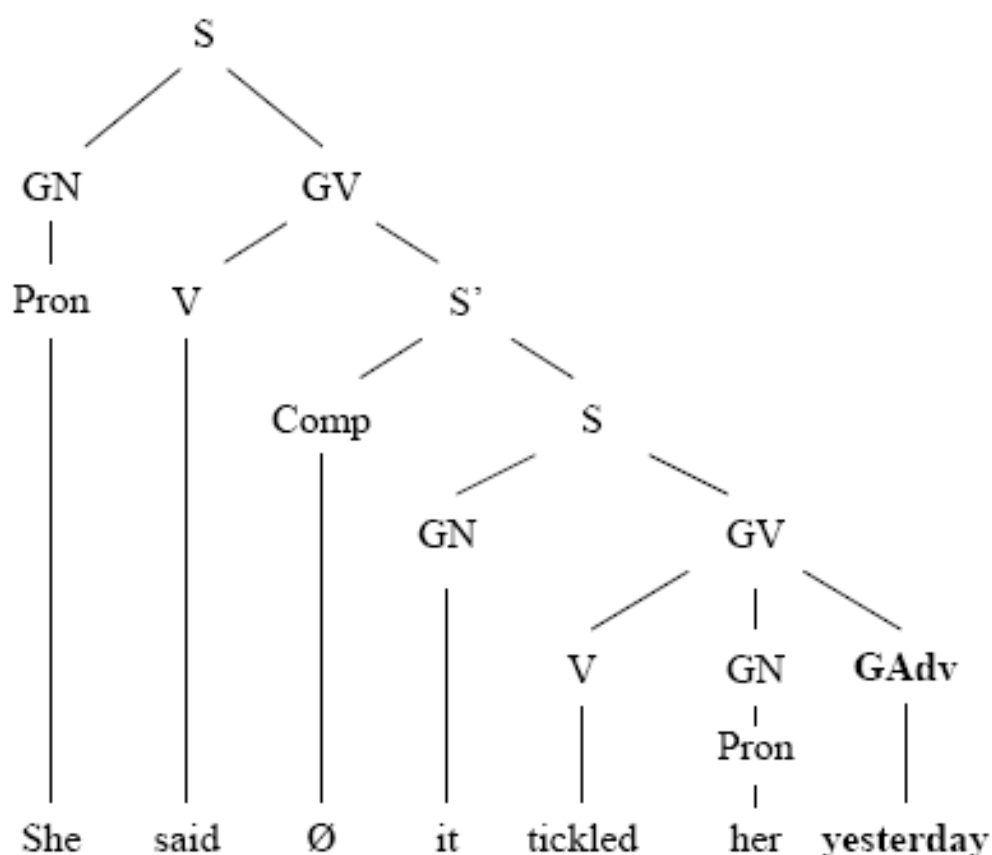 S
GN GV
Pron V S’
Comp S
GN GV
V GN GAdv
Pron
She said Ø it tickled her yesterday